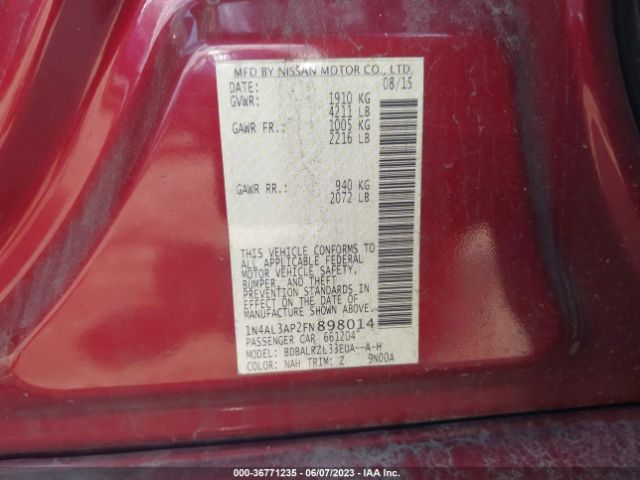 MFD BY NISSAN MOTOR CO., LTD.
DATE: 08/15
GVWR: 1910 KG
4211 LB
GAWR FR.: 1005 KG
2216 LB
GAWR RR.: 940 KG
2072 LB
THIS VEHICLE CONFORMS TO
ALL APPLICABLE FEDERAL
MOTOR VEHICLE SAFETY,
BUMPER, AND THEFT
PREVENTION STANDARDS IN
EFFECT ON THE DATE OF
MANUFACTURE SHOWN ABOVE.
1N4AL3AP2FN898014
PASSENGER CAR 661204
MODEL: BDBALRZL33EUA--A-H
COLOR: NAH TRIM: Z 9N00A
000-36771235 - 06/07/2023 - IAA Inc.